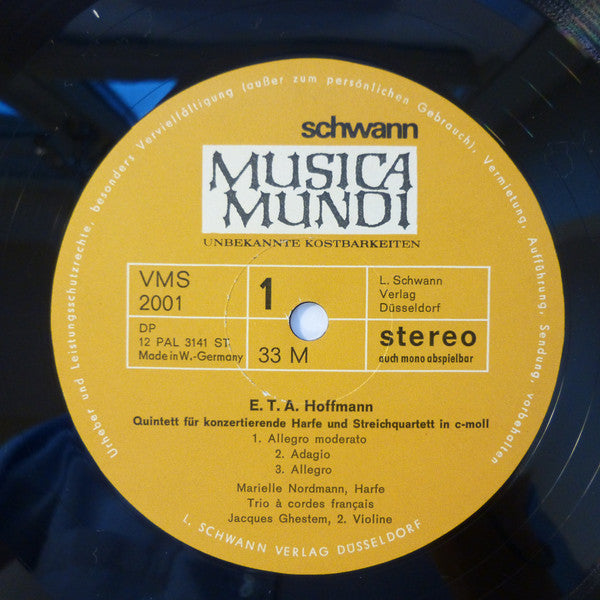 Urheber und Leistungsschutzrechte, besonders Vervielfältigung (außer zum persönlichen Gebrauch), Vermietung, Aufführung, Sendung, vorbehalten
schwann
MUSICA
MUNDI
UNBEKANNTE KOSTBARKEITEN
VMS
2001
1
L. Schwann
Verlag
Düsseldorf
DP
12 PAL 3141 ST
Made in W.-Germany
33 M
stereo
auch mono abspielbar
E. T. A. Hoffmann
Quintett für konzertierende Harfe und Streichquartett in c-moll
1. Allegro moderato
2. Adagio
3. Allegro
Marielle Nordmann, Harfe
Trio à cordes français
Jacques Ghestem, 2. Violine
L. SCHWANN VERLAG DÜSSELDORF